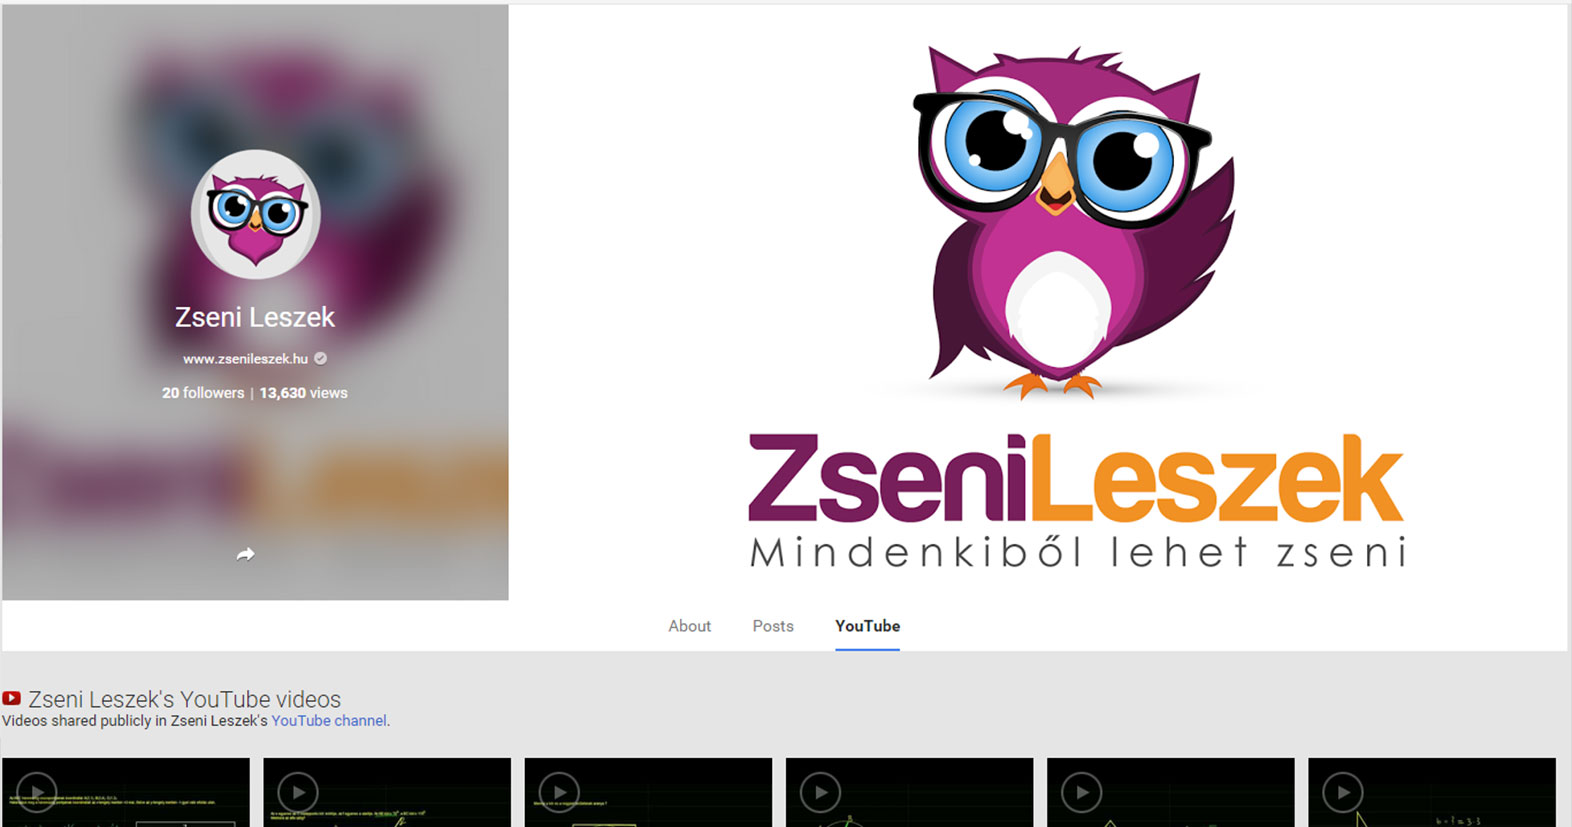 Zseni Leszek
www.zsenileszek.hu
20 followers | 13,630 views
ZseniLeszek
Mindenkiből lehet zseni
About Posts YouTube
Zseni Leszek's YouTube videos
Videos shared publicly in Zseni Leszek's YouTube channel.